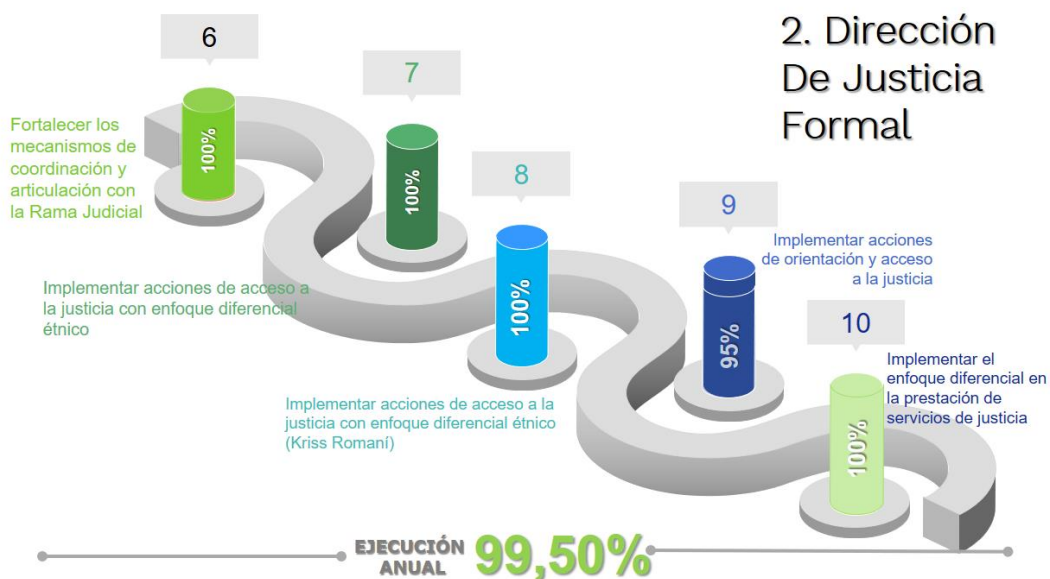 2. Dirección
De Justicia
Formal
6
Fortalecer los
mecanismos de
coordinación y
articulación con
la Rama Judicial
100%
7
Implementar acciones de acceso a
la justicia con enfoque diferencial
étnico
100%
8
Implementar acciones de acceso a la
justicia con enfoque diferencial étnico
(Kriss Romaní)
100%
9
Implementar acciones
de orientación y acceso
a la justicia
95%
10
Implementar el
enfoque diferencial en
la prestación de
servicios de justicia
100%
EJECUCIÓN
ANUAL
99,50%